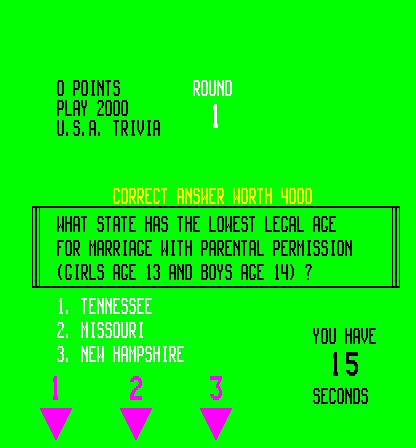 0 POINTS
ROUND
PLAY 2000
1
U.S.A. TRIVIA
CORRECT ANSWER WORTH 4000
WHAT STATE HAS THE LOWEST LEGAL AGE
FOR MARRIAGE WITH PARENTAL PERMISSION
(GIRLS AGE 13 AND BOYS AGE 14) ?
1. TENNESSEE
2. MISSOURI
3. NEW HAMPSHIRE
YOU HAVE
15
SECONDS
1 2 3